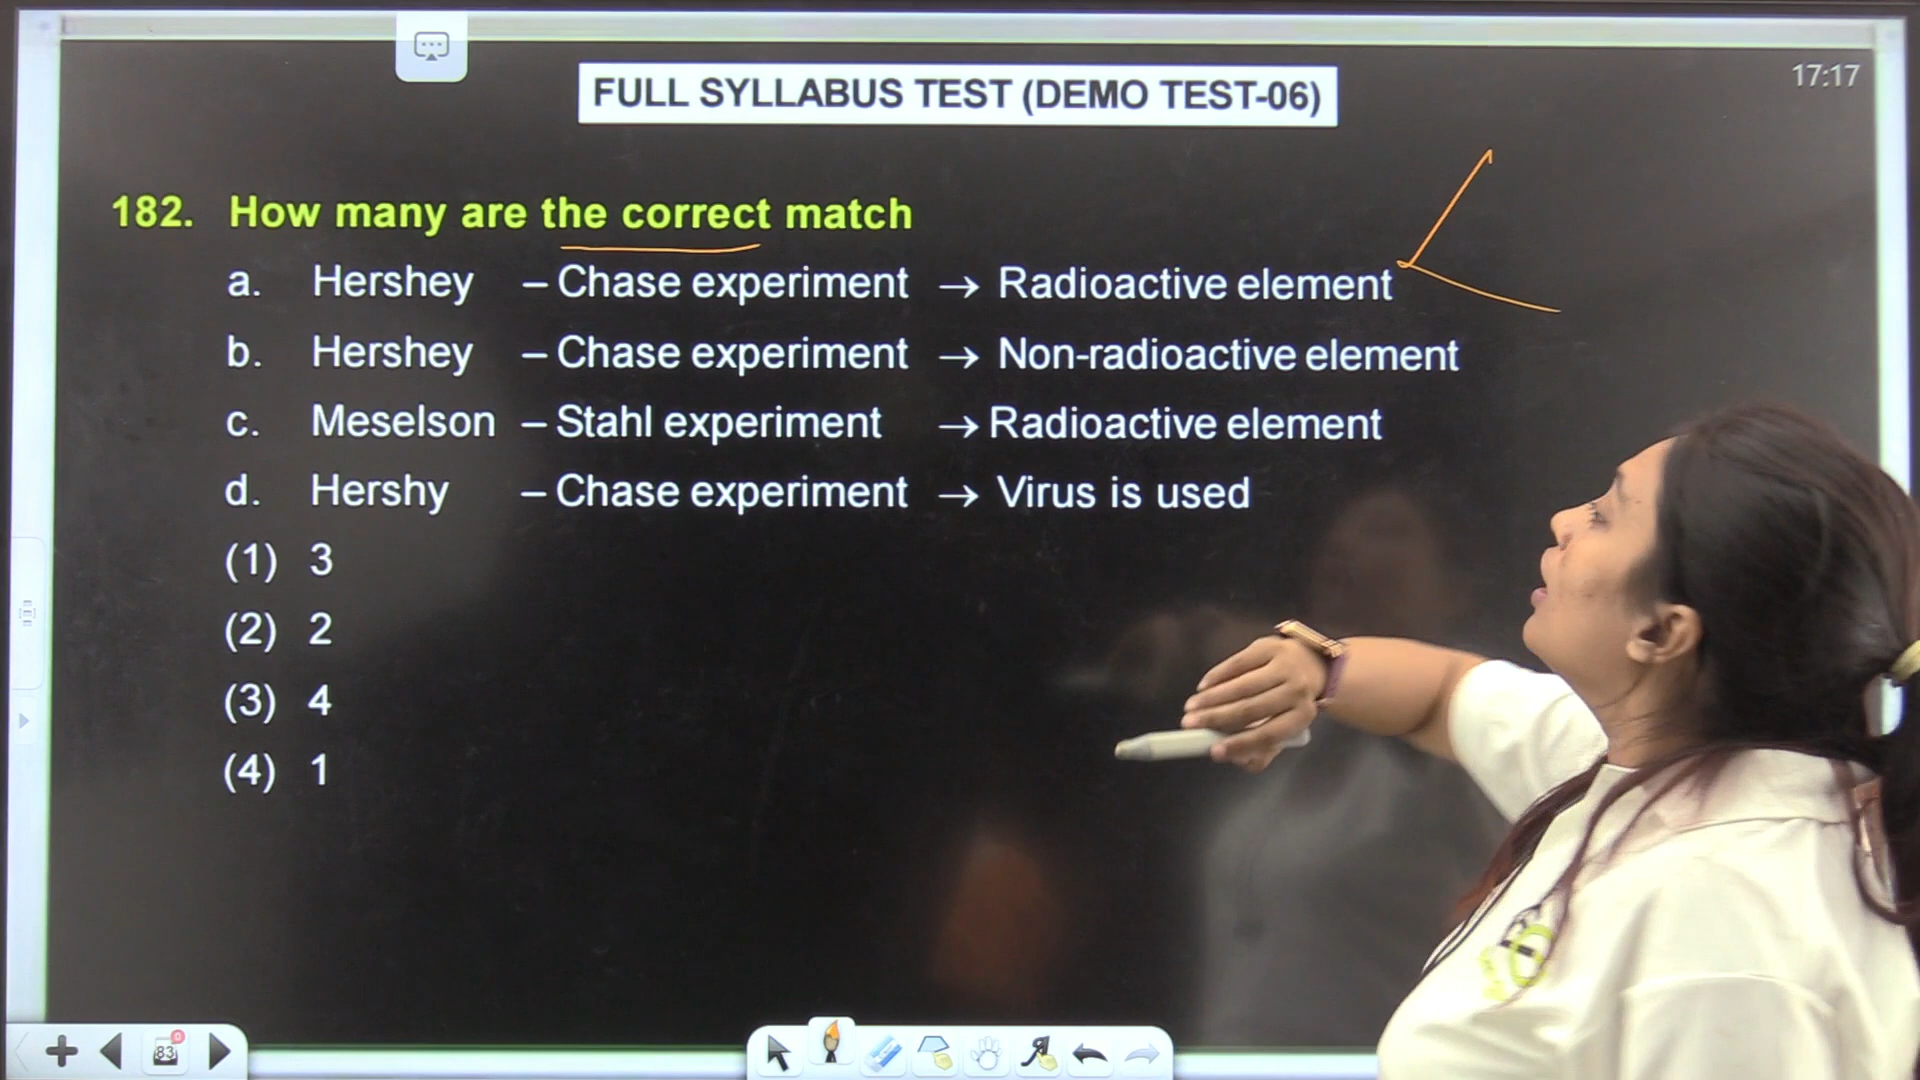 17:17
FULL SYLLABUS TEST (DEMO TEST-06)
182. How many are the correct match
a. Hershey – Chase experiment → Radioactive element
b. Hershey – Chase experiment → Non-radioactive element
c. Meselson – Stahl experiment → Radioactive element
d. Hershy – Chase experiment → Virus is used
(1) 3
(2) 2
(3) 4
(4) 1
83
0